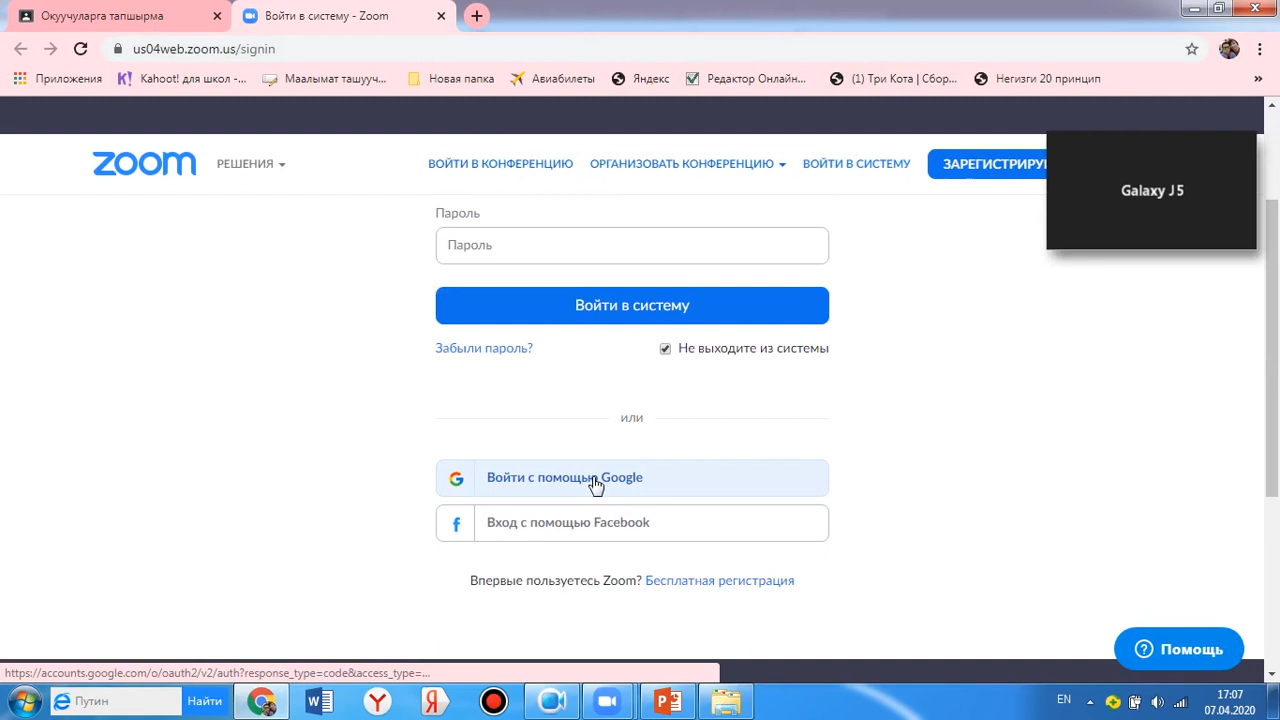 Окуучуларга тапшырма
Войти в систему - Zoom
us04web.zoom.us/signin
Приложения
Kahoot! для школ -...
Маалымат ташууч...
Новая папка
Авиабилеты
Яндекс
Редактор Онлайн...
(1) Три Кота | Сбор...
Негизги 20 принцип
»
zoom
РЕШЕНИЯ
ВОЙТИ В КОНФЕРЕНЦИЮ
ОРГАНИЗОВАТЬ КОНФЕРЕНЦИЮ
ВОЙТИ В СИСТЕМУ
ЗАРЕГИСТРИРУ
Galaxy J5
Пароль
Пароль
Войти в систему
Забыли пароль?
Не выходите из системы
или
Войти с помощью Google
Вход с помощью Facebook
Впервые пользуетесь Zoom? Бесплатная регистрация
Помощь
https://accounts.google.com/o/oauth2/v2/auth?response_type=code&access_type=...
Путин
Найти
EN
17:07
07.04.2020